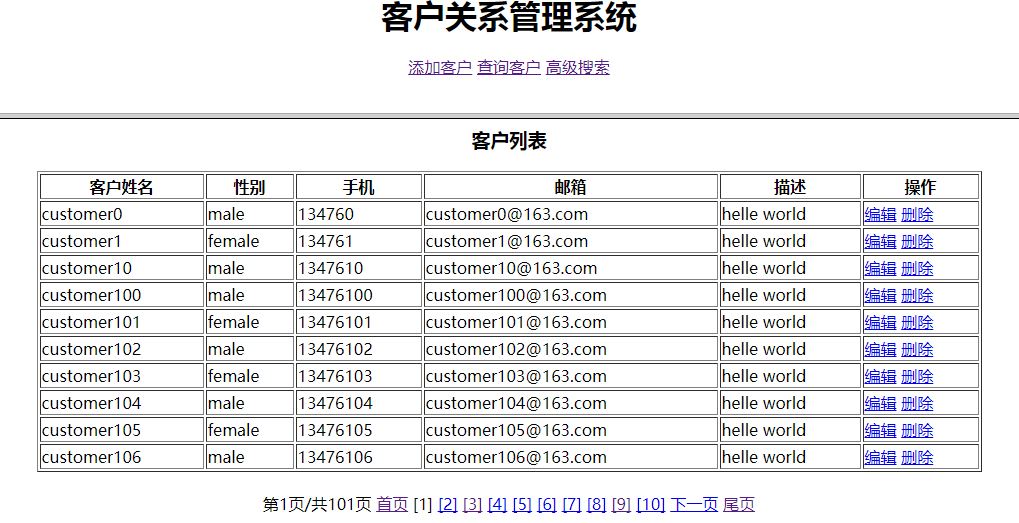 客户关系管理系统
添加客户 查询客户 高级搜索
客户列表
客户姓名 性别 手机 邮箱 描述 操作
customer0 male 134760 customer0@163.com helle world 编辑 删除
customer1 female 134761 customer1@163.com helle world 编辑 删除
customer10 male 1347610 customer10@163.com helle world 编辑 删除
customer100 male 13476100 customer100@163.com helle world 编辑 删除
customer101 female 13476101 customer101@163.com helle world 编辑 删除
customer102 male 13476102 customer102@163.com helle world 编辑 删除
customer103 female 13476103 customer103@163.com helle world 编辑 删除
customer104 male 13476104 customer104@163.com helle world 编辑 删除
customer105 female 13476105 customer105@163.com helle world 编辑 删除
customer106 male 13476106 customer106@163.com helle world 编辑 删除
第1页/共101页 首页 [1] [2] [3] [4] [5] [6] [7] [8] [9] [10] 下一页 尾页